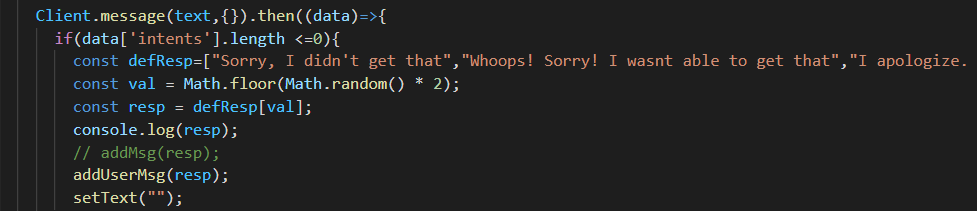 Client.message(text,{}).then((data)=>{
if(data['intents'].length <=0){
const defResp=["Sorry, I didn't get that","Whoops! Sorry! I wasnt able to get that","I apologize.
const val = Math.floor(Math.random() * 2);
const resp = defResp[val];
console.log(resp);
// addMsg(resp);
addUserMsg(resp);
setText("");